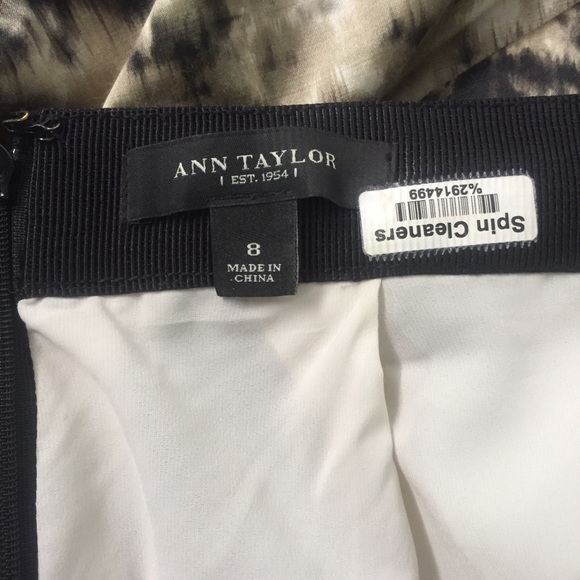 ANN TAYLOR
EST. 1954
8
MADE IN
CHINA
Spin Cleaners
%2914499